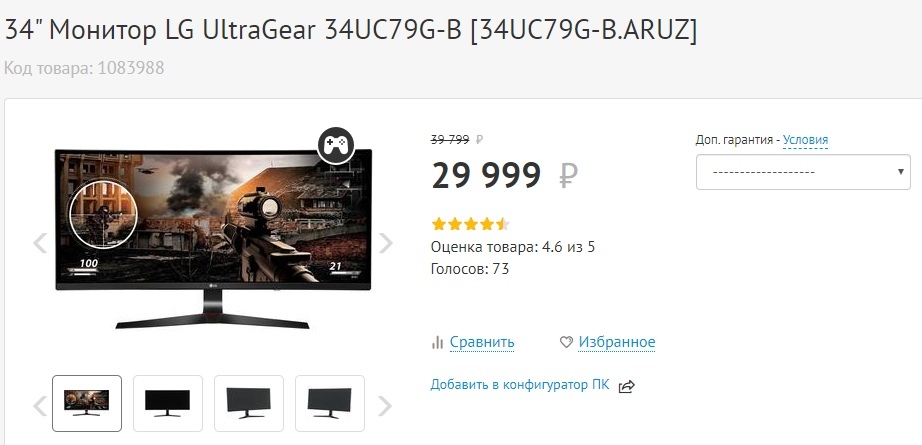 34" Монитор LG UltraGear 34UC79G-B [34UC79G-B.ARUZ]
Код товара: 1083988
39 799 ₽
29 999 ₽
Доп. гарантия - Условия
-------------------
Оценка товара: 4.6 из 5
Голосов: 73
100
21
LG
Сравнить
Избранное
Добавить в конфигуратор ПК